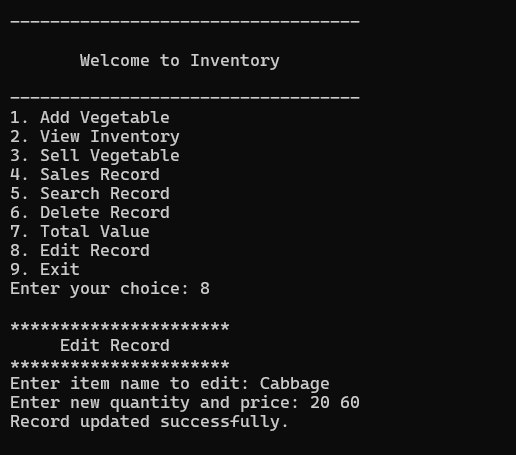 -----------------------------------
Welcome to Inventory
-----------------------------------
1. Add Vegetable
2. View Inventory
3. Sell Vegetable
4. Sales Record
5. Search Record
6. Delete Record
7. Total Value
8. Edit Record
9. Exit
Enter your choice: 8
**********************
Edit Record
**********************
Enter item name to edit: Cabbage
Enter new quantity and price: 20 60
Record updated successfully.